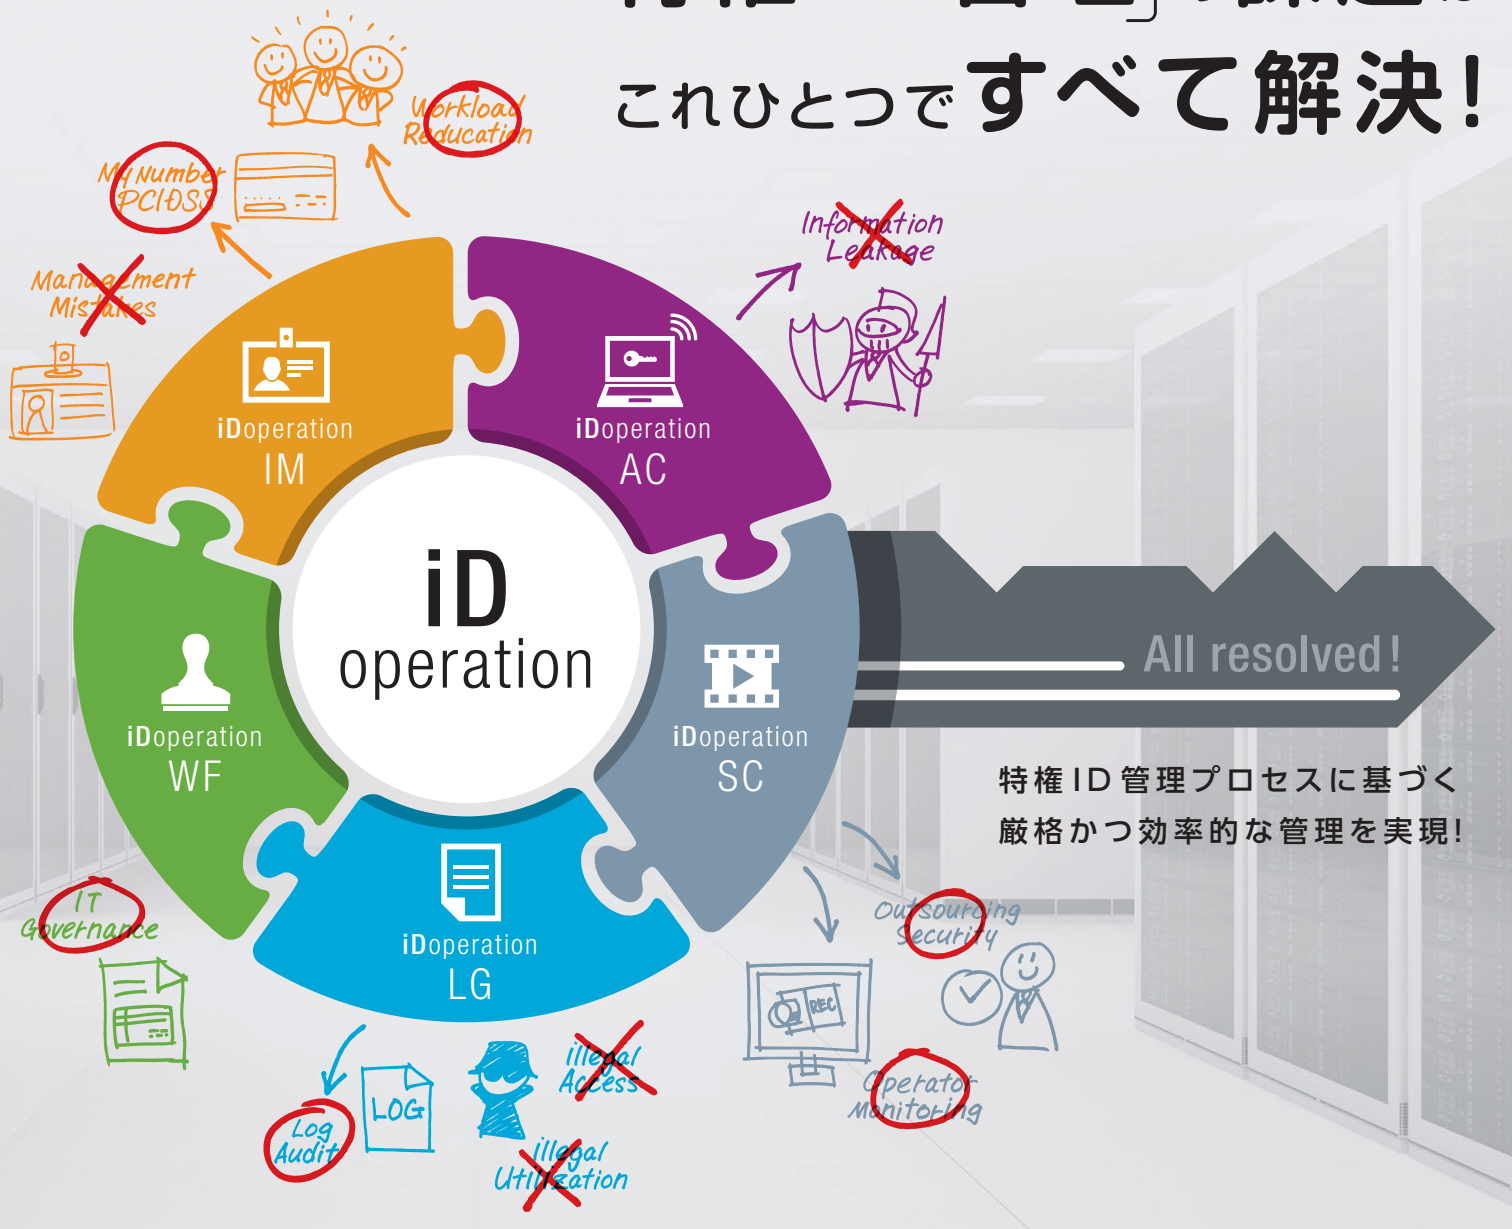 これひとつですべて解決!
Workload
Reducation
My Number
PCIDSS
Information
Leakage
Management
Mistakes
iDoperation
IM
iDoperation
AC
iD
operation
All resolved!
iDoperation
WF
iDoperation
SC
特権ID管理プロセスに基づく
厳格かつ効率的な管理を実現!
IT
Governance
iDoperation
LG
Outsourcing
Security
REC
illegal
Access
Operator
Monitoring
LOG
Log
Audit
illegal
Utilization